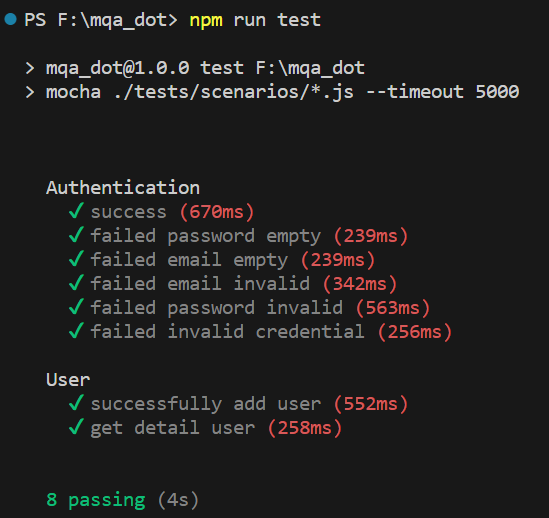 PS F:\mqa_dot> npm run test
> mqa_dot@1.0.0 test F:\mqa_dot
> mocha ./tests/scenarios/*.js --timeout 5000
Authentication
✓ success (670ms)
✓ failed password empty (239ms)
✓ failed email empty (239ms)
✓ failed email invalid (342ms)
✓ failed password invalid (563ms)
✓ failed invalid credential (256ms)
User
✓ successfully add user (552ms)
✓ get detail user (258ms)
8 passing (4s)